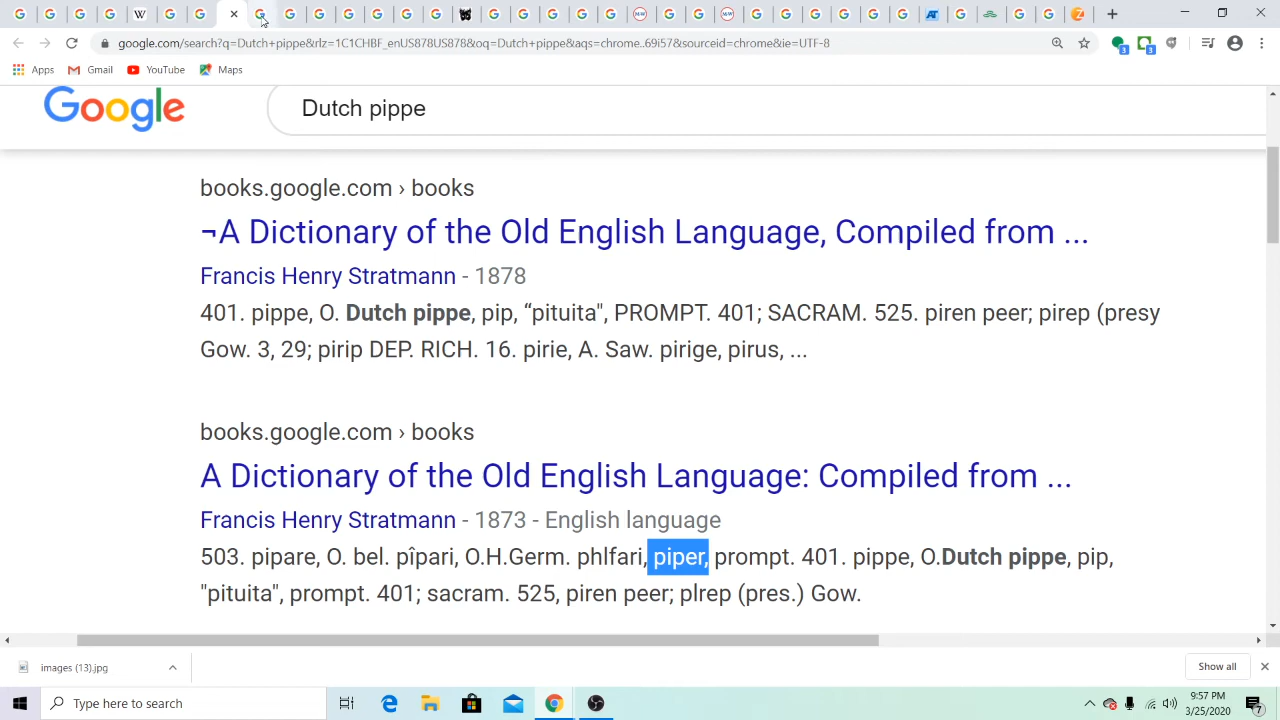 google.com/search?q=Dutch+pippe&rlz=1C1CHBF_enUS878US878&oq=Dutch+pippe&aqs=chrome..69i57&sourceid=chrome&ie=UTF-8
3
3
Apps
Gmail
YouTube
Maps
Google
Dutch pippe
books.google.com › books
¬A Dictionary of the Old English Language, Compiled from ...
Francis Henry Stratmann - 1878
401. pippe, O. Dutch pippe, pip, “pituita", PROMPT. 401; SACRAM. 525. piren peer; pirep (presy
Gow. 3, 29; pirip DEP. RICH. 16. pirie, A. Saw. pirige, pirus, ...
books.google.com › books
A Dictionary of the Old English Language: Compiled from ...
Francis Henry Stratmann - 1873 - English language
503. pipare, O. bel. pîpari, O.H.Germ. phlfari, piper, prompt. 401. pippe, O.Dutch pippe, pip,
"pituita", prompt. 401; sacram. 525, piren peer; plrep (pres.) Gow.
images (13).jpg
Show all
Type here to search
9:57 PM
3/25/2020
7